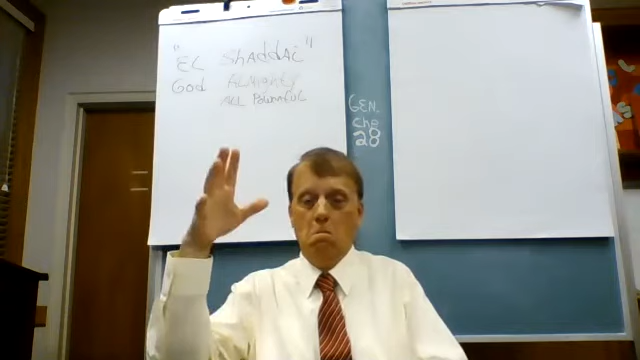 "EL ShAddAi"
God ALMighty
ALL PowerfuL
GEN.
Chp
28